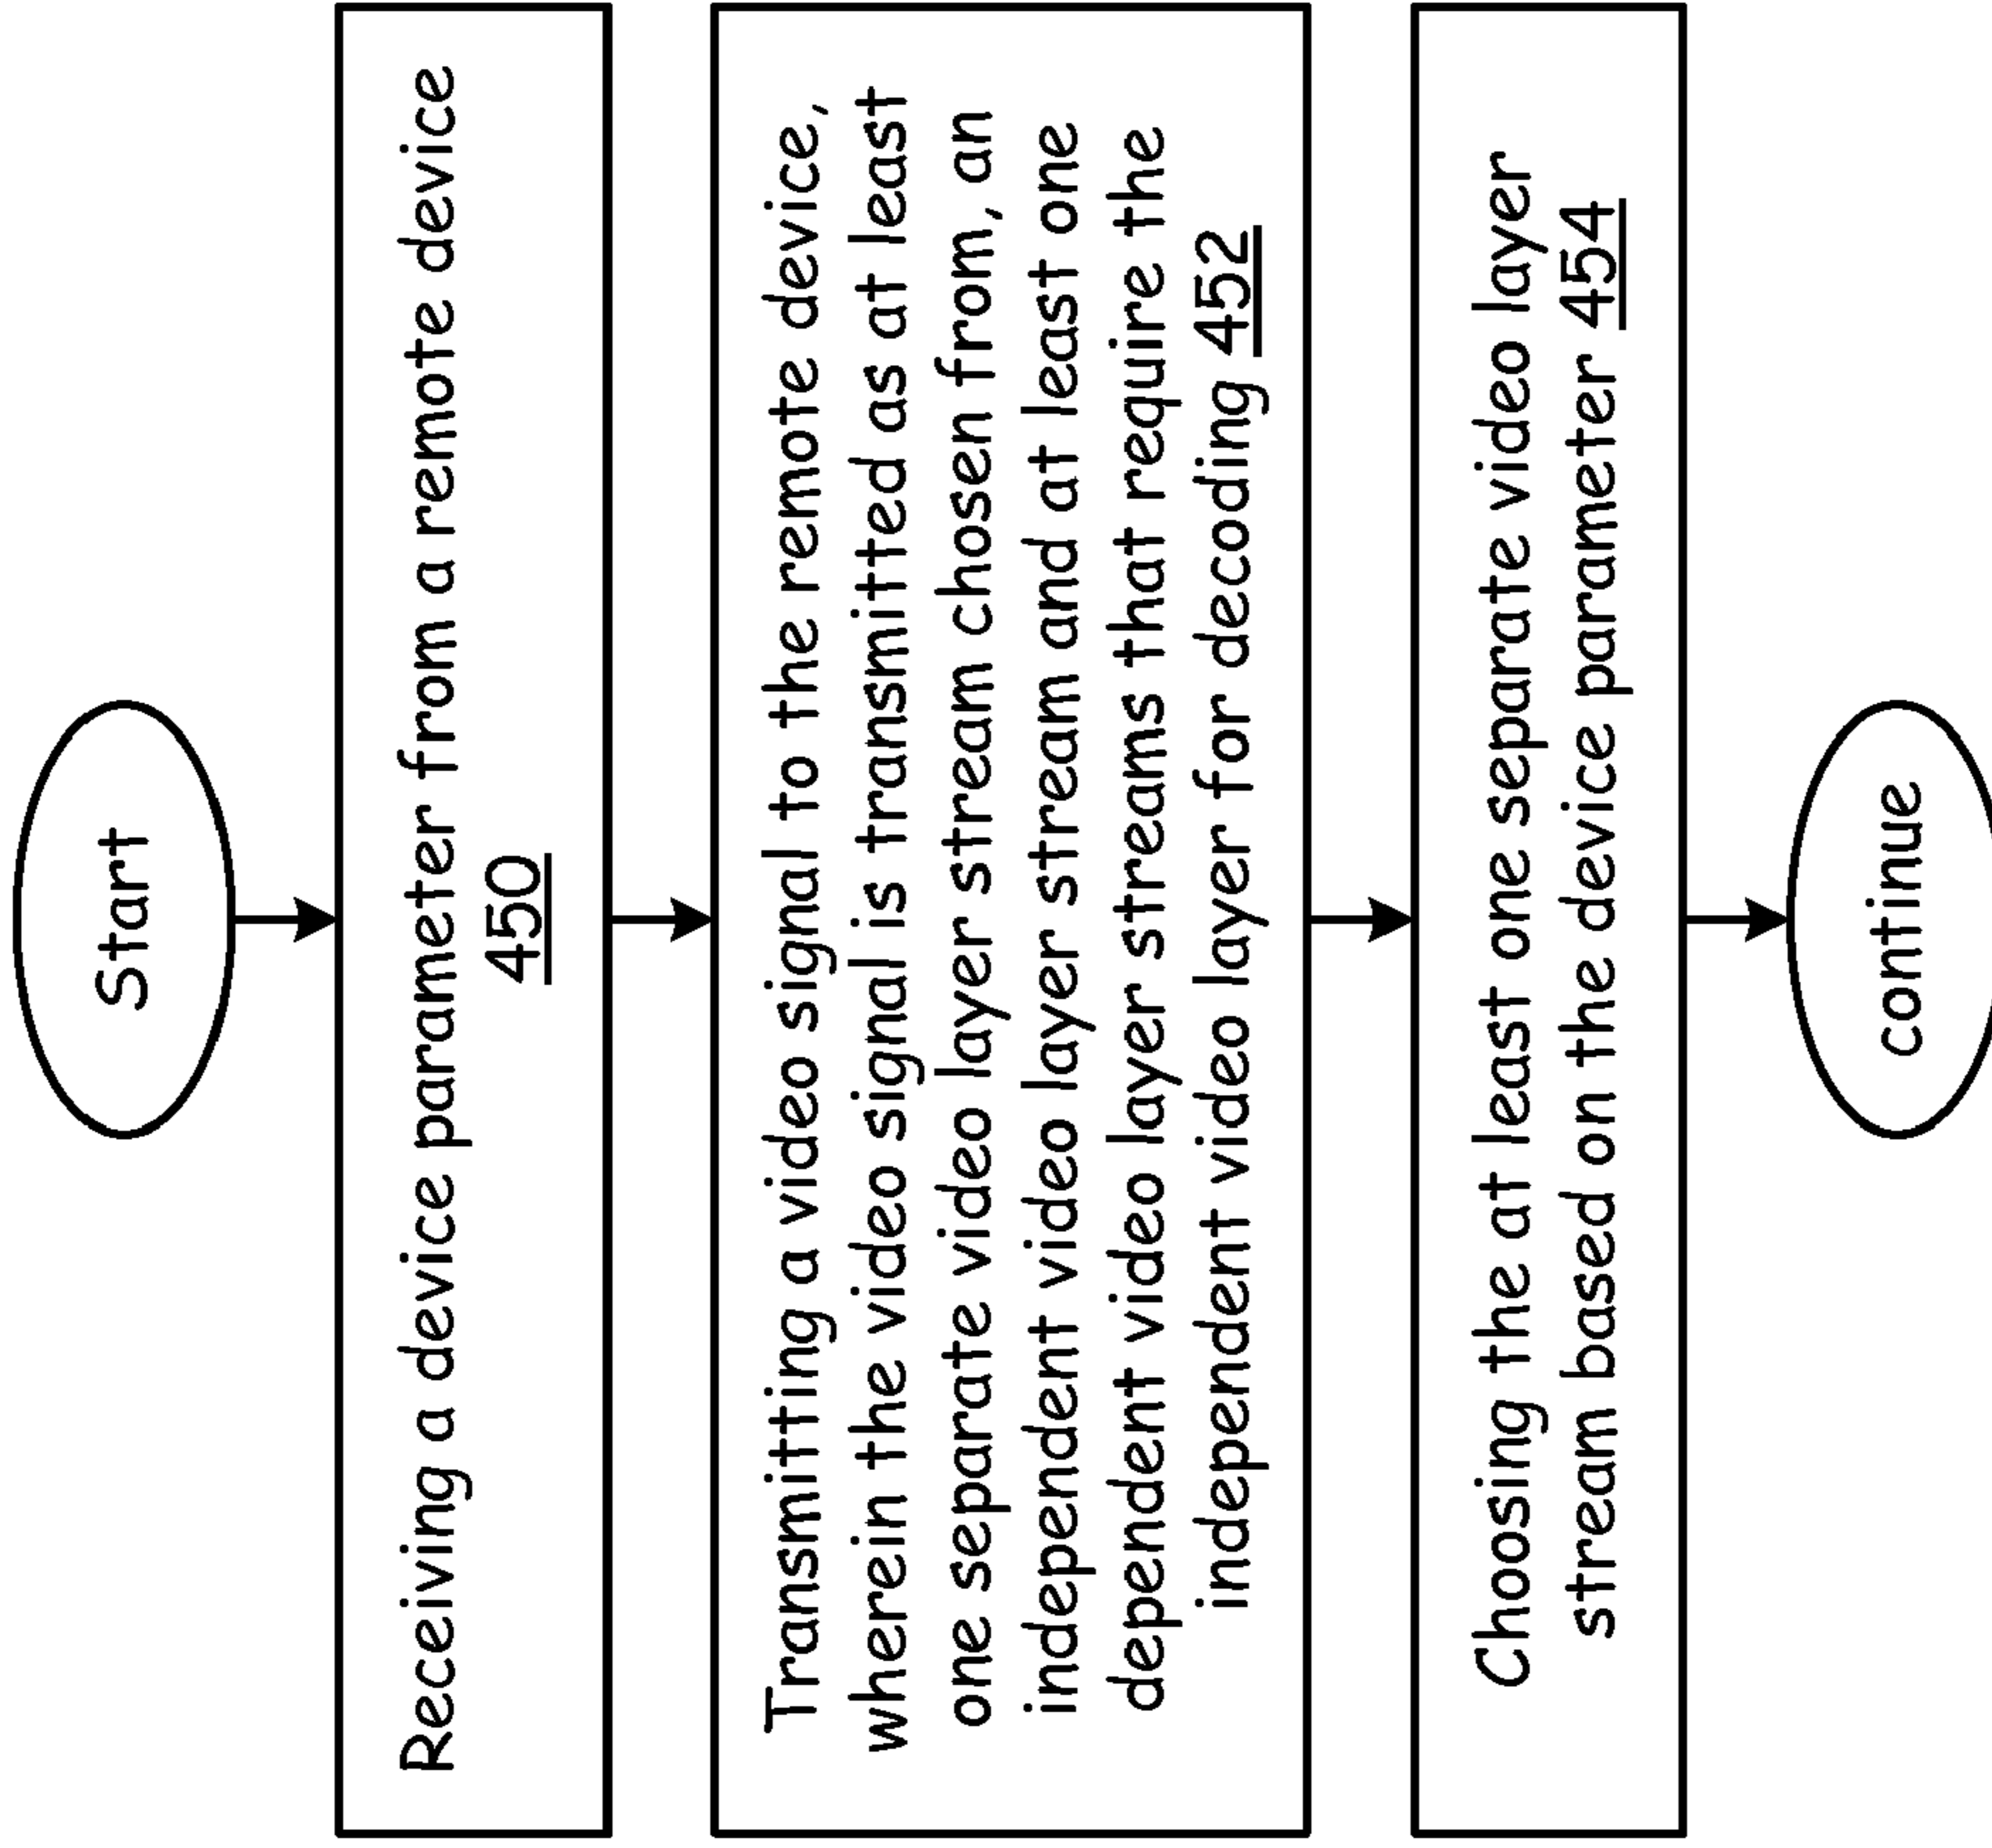 Start
Receiving a device parameter from a remote device
450
Transmitting a video signal to the remote device,
wherein the video signal is transmitted as at least
one separate video layer stream chosen from, an
independent video layer stream and at least one
dependent video layer streams that require the
independent video layer for decoding 452
Choosing the at least one separate video layer
stream based on the device parameter 454
continue